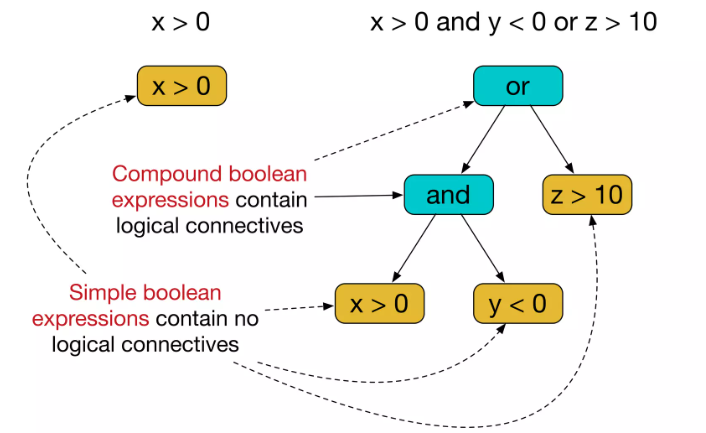 x > 0
x > 0 and y < 0 or z > 10
x > 0
or
Compound boolean
expressions contain
logical connectives
and
z > 10
Simple boolean
expressions contain no
logical connectives
x > 0
y < 0